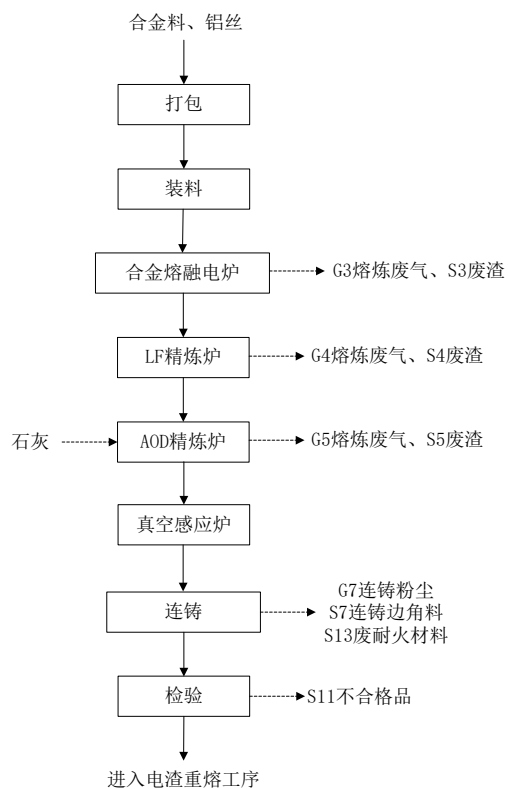 合金料、铝丝
打包
装料
合金熔融电炉
G3熔炼废气、S3废渣
LF精炼炉
G4熔炼废气、S4废渣
石灰
AOD精炼炉
G5熔炼废气、S5废渣
真空感应炉
连铸
G7连铸粉尘
S7连铸边角料
S13废耐火材料
检验
S11不合格品
进入电渣重熔工序